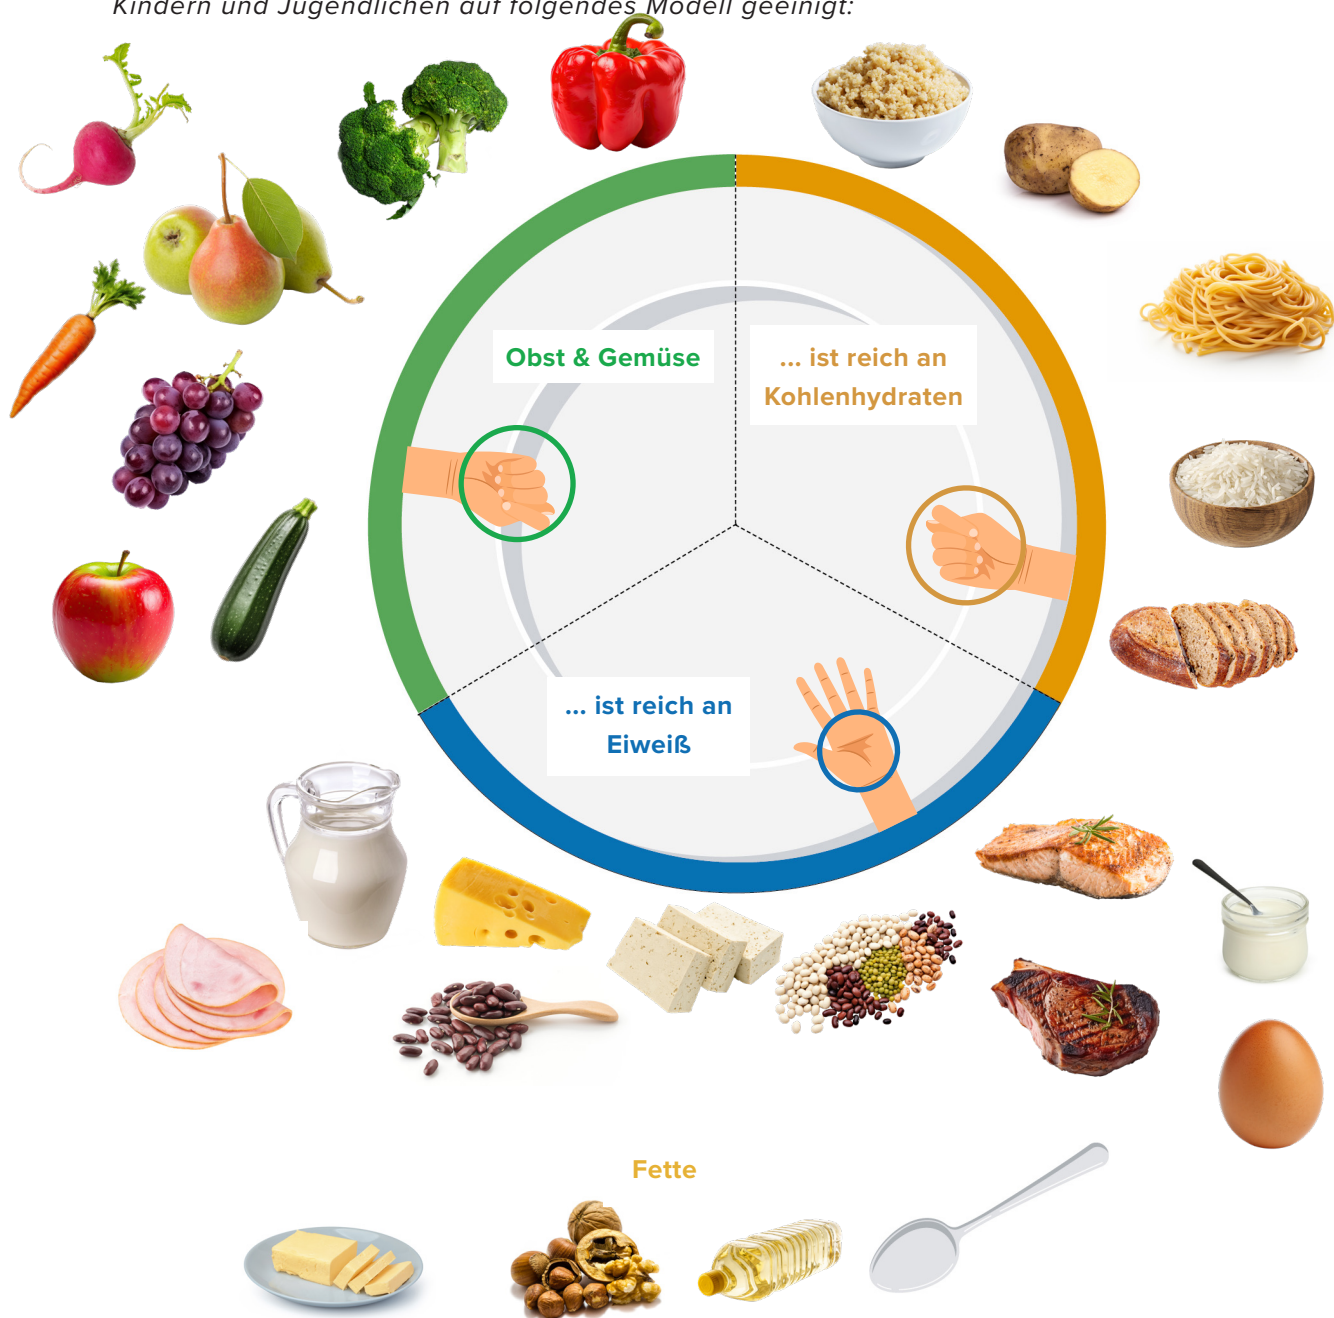 Kindern und Jugendlichen auf folgendes Modell geeinigt:
Obst & Gemüse
... ist reich an
Kohlenhydraten
... ist reich an
Eiweiß
Fette